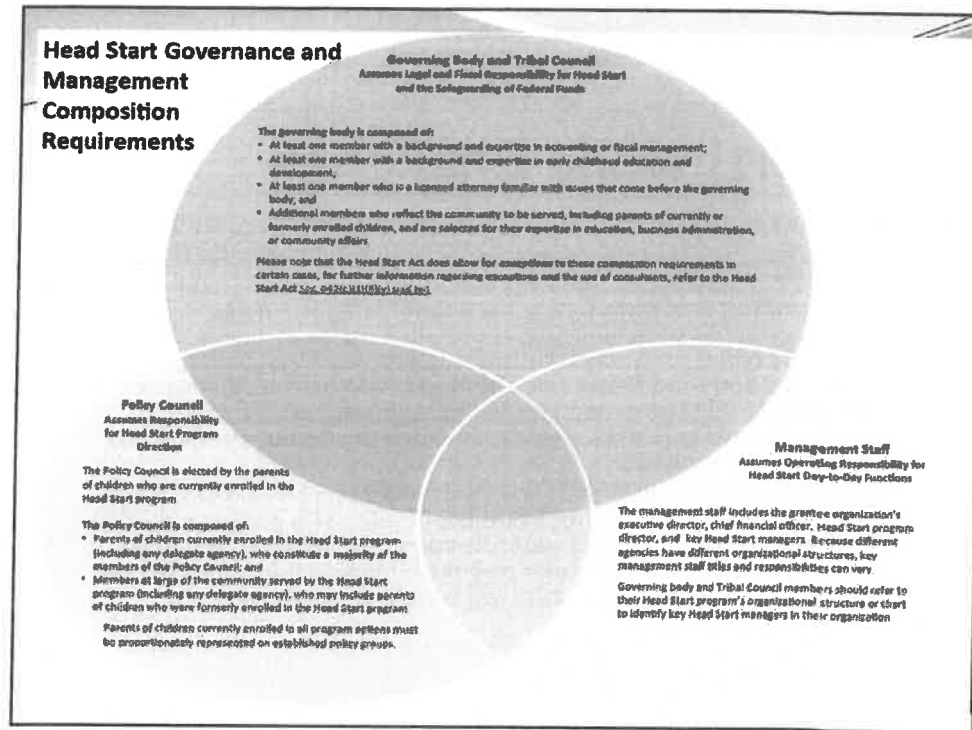 Head Start Governance and
Management
Composition
Requirements
Governing Body and Tribal Council
Assumes Legal and Fiscal Responsibility for Head Start
and the Safeguarding of Federal Funds
The governing body is composed of:
• At least one member with a background and expertise in accounting or fiscal management;
• At least one member with a background and expertise in early childhood education and
development;
• At least one member who is a licensed attorney familiar with issues that come before the governing
body; and
• Additional members who reflect the community to be served, including parents of currently or
formerly enrolled children, and are selected for their expertise in education, business administration,
or community affairs
Please note that the Head Start Act does allow for exceptions to these composition requirements in
certain cases, for further information regarding exceptions and the use of consultants, refer to the Head
Start Act
Policy Council
Assumes Responsibility
for Head Start Program
Direction
The Policy Council is elected by the parents
of children who are currently enrolled in the
Head Start program
The Policy Council is composed of:
• Parents of children currently enrolled in the Head Start program
(including any delegate agency), who constitute a majority of the
members of the Policy Council; and
• Members at large of the community served by the Head Start
program (including any delegate agency), who may include parents
of children who were formerly enrolled in the Head Start program
Parents of children currently enrolled in all program options must
be proportionately represented on established policy groups.
Management Staff
Assumes Operating Responsibility for
Head Start Day-to-Day Functions
The management staff includes the grantee organization's
executive director, chief financial officer, Head Start program
director, and key Head Start managers. Because different
agencies have different organizational structures, key
management staff titles and responsibilities can vary.
Governing body and Tribal Council members should refer to
their Head Start program's organizational structure or chart
to identify key Head Start managers in their organization